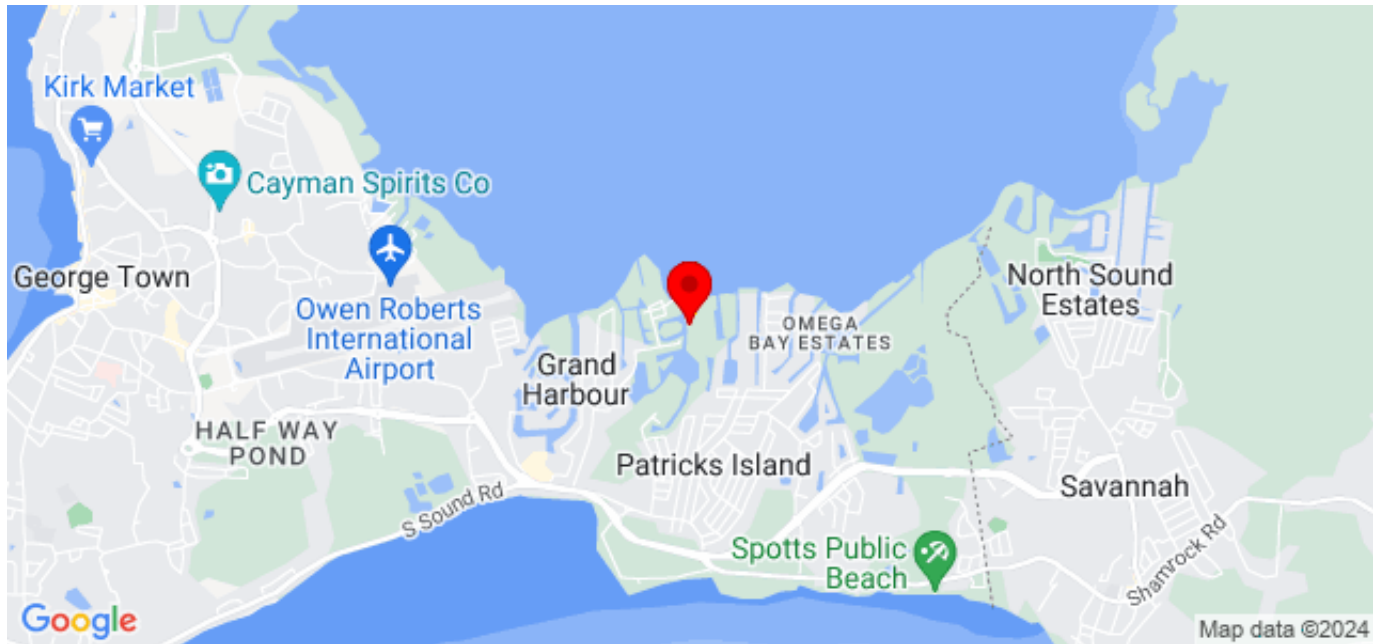 Kirk Market
Cayman Spirits Co
George Town
Owen Roberts
International
Airport
North Sound
Estates
OMEGA
BAY ESTATES
Grand
Harbour
HALF WAY
POND
Patricks Island
Savannah
S Sound Rd
Spotts Public
Beach
Shamrock Rd
Google
Map data ©2024